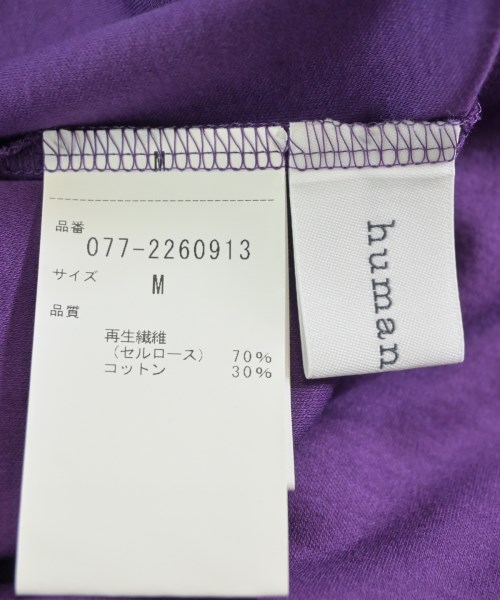 M
品番
077-2260913
サイズ M
品質
再生繊維
（セルロース） 70%
コットン 30%
human